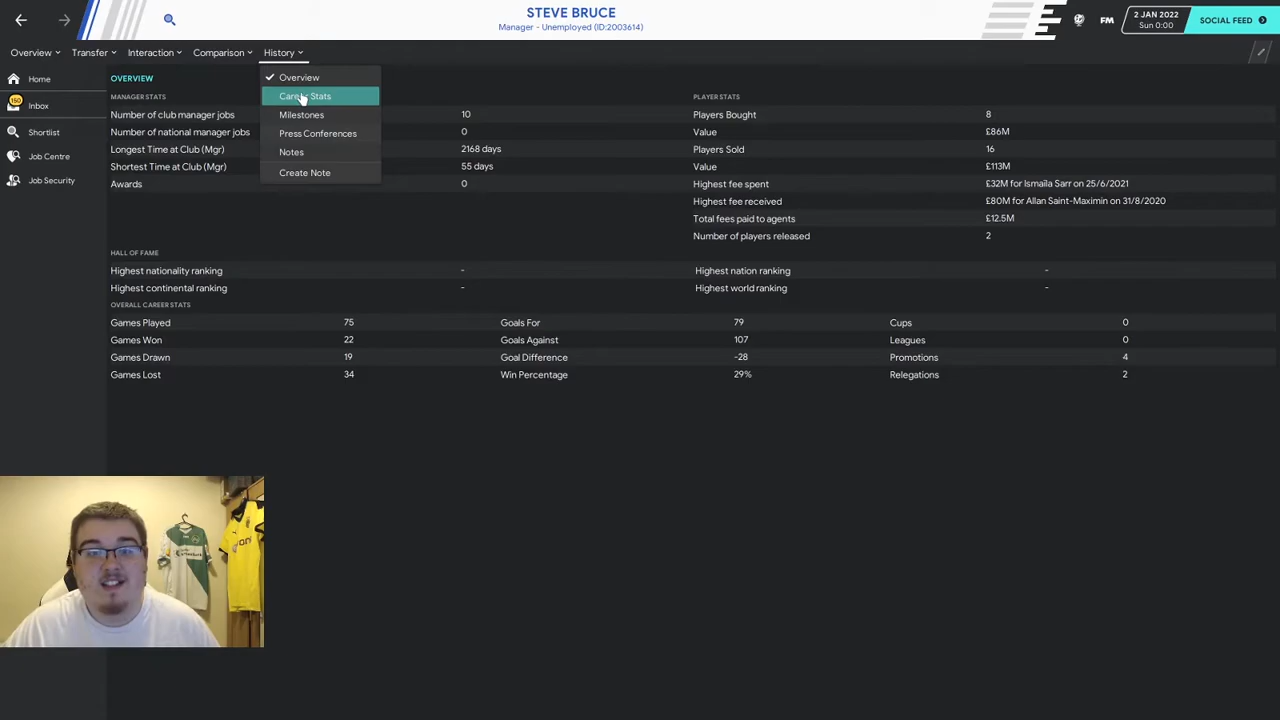 STEVE BRUCE
Manager - Unemployed (ID:2003614)
FM
2 JAN 2022
Sun 0:00
SOCIAL FEED
Overview
Transfer
Interaction
Comparison
History
Home
150
Inbox
Shortlist
Job Centre
Job Security
Overview
Career Stats
Milestones
Press Conferences
Notes
Create Note
OVERVIEW
MANAGER STATS
Number of club manager jobs 10
Number of national manager jobs 0
Longest Time at Club (Mgr) 2168 days
Shortest Time at Club (Mgr) 55 days
Awards 0
PLAYER STATS
Players Bought 8
Value £86M
Players Sold 16
Value £113M
Highest fee spent £32M for Ismaïla Sarr on 25/6/2021
Highest fee received £80M for Allan Saint-Maximin on 31/8/2020
Total fees paid to agents £12.5M
Number of players released 2
HALL OF FAME
Highest nationality ranking - Highest nation ranking -
Highest continental ranking - Highest world ranking -
OVERALL CAREER STATS
Games Played 75 Goals For 79 Cups 0
Games Won 22 Goals Against 107 Leagues 0
Games Drawn 19 Goal Difference -28 Promotions 4
Games Lost 34 Win Percentage 29% Relegations 2